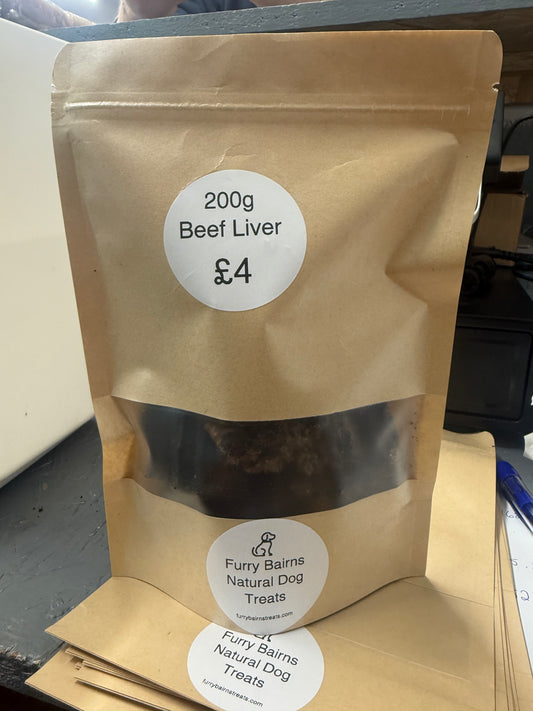 200g
Beef Liver
£4
Furry Bairns
Natural Dog
Treats
furrybairnstreats.com
Furry Bairns
Natural Dog
Treats
furrybairnstreats.com